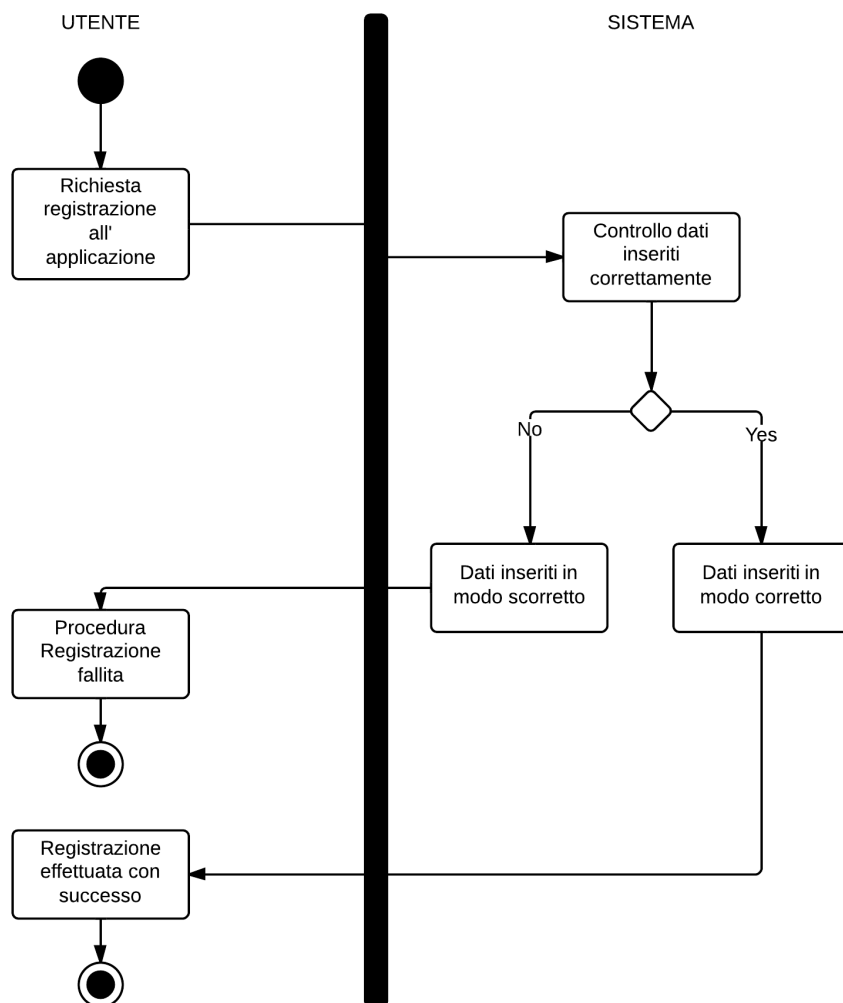 UTENTE
SISTEMA
Richiesta
registrazione
all'
applicazione
Controllo dati
inseriti
correttamente
No
Yes
Dati inseriti in
modo scorretto
Dati inseriti in
modo corretto
Procedura
Registrazione
fallita
Registrazione
effettuata con
successo